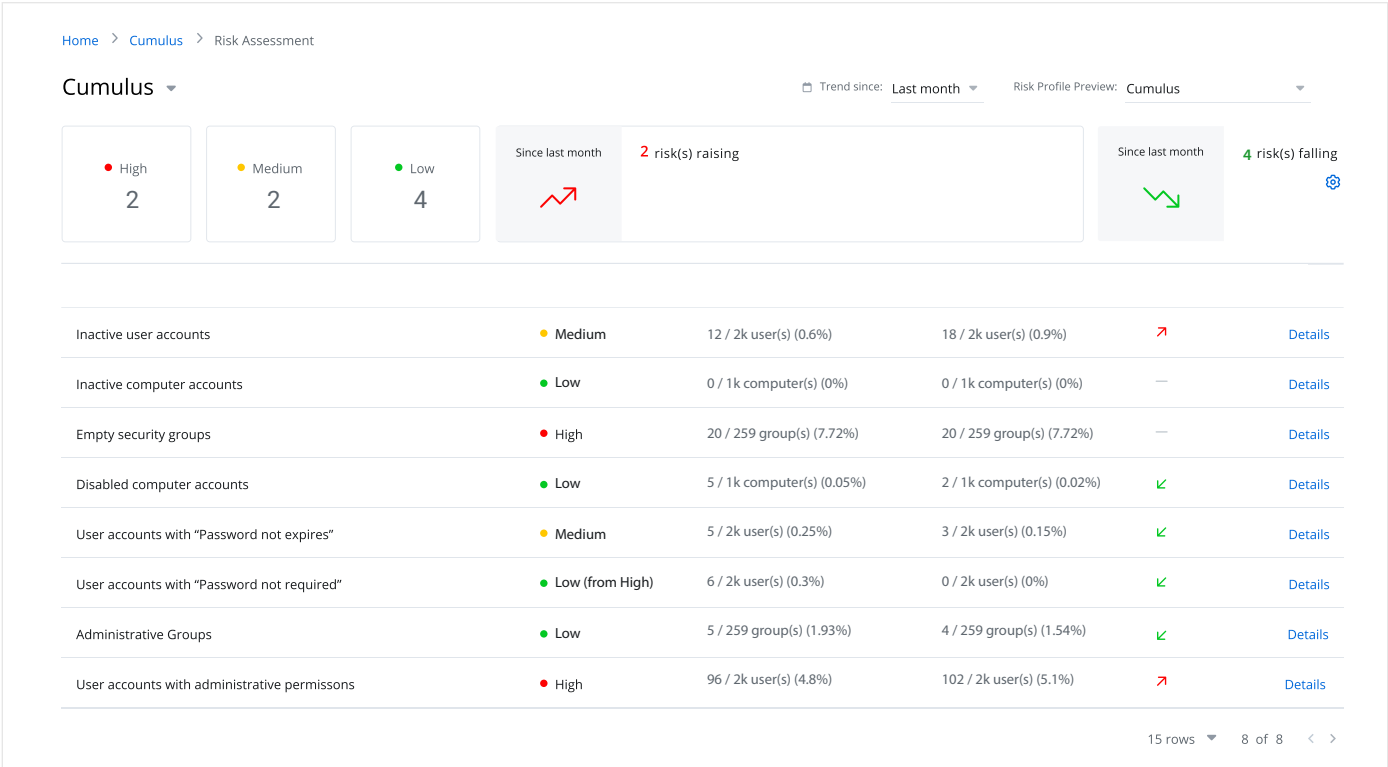 Home > Cumulus > Risk Assessment
Cumulus
Trend since: Last month
Risk Profile Preview: Cumulus
High
2
Medium
2
Low
4
Since last month
2 risk(s) raising
Since last month
4 risk(s) falling
Inactive user accounts Medium 12 / 2k user(s) (0.6%) 18 / 2k user(s) (0.9%) Details
Inactive computer accounts Low 0 / 1k computer(s) (0%) 0 / 1k computer(s) (0%) — Details
Empty security groups High 20 / 259 group(s) (7.72%) 20 / 259 group(s) (7.72%) — Details
Disabled computer accounts Low 5 / 1k computer(s) (0.05%) 2 / 1k computer(s) (0.02%) Details
User accounts with “Password not expires” Medium 5 / 2k user(s) (0.25%) 3 / 2k user(s) (0.15%) Details
User accounts with “Password not required” Low (from High) 6 / 2k user(s) (0.3%) 0 / 2k user(s) (0%) Details
Administrative Groups Low 5 / 259 group(s) (1.93%) 4 / 259 group(s) (1.54%) Details
User accounts with administrative permissons High 96 / 2k user(s) (4.8%) 102 / 2k user(s) (5.1%) Details
15 rows 8 of 8 < >